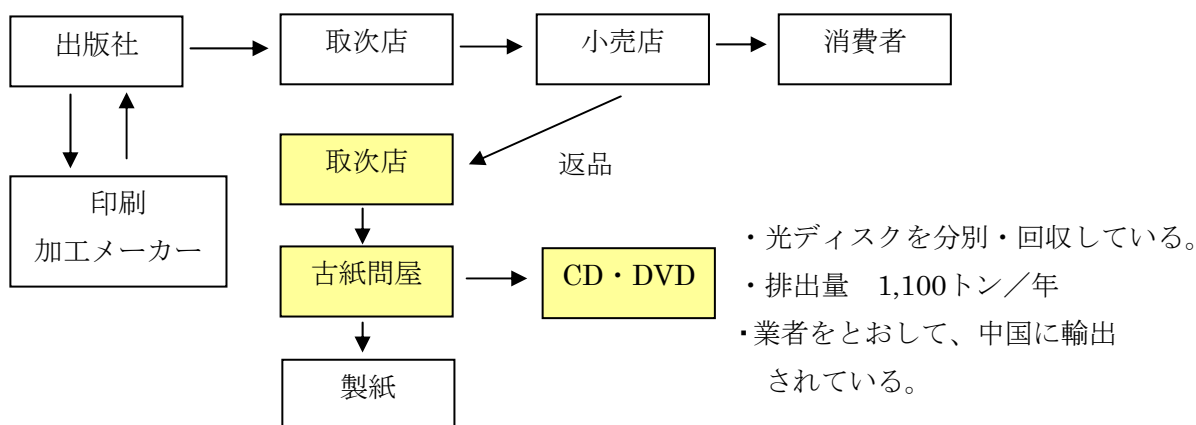 出版社
取次店
小売店
消費者
取次店
返品
印刷
加工メーカー
古紙問屋
CD・DVD
製紙
・光ディスクを分別・回収している。
・排出量　1,100トン／年
・業者をとおして、中国に輸出
されている。